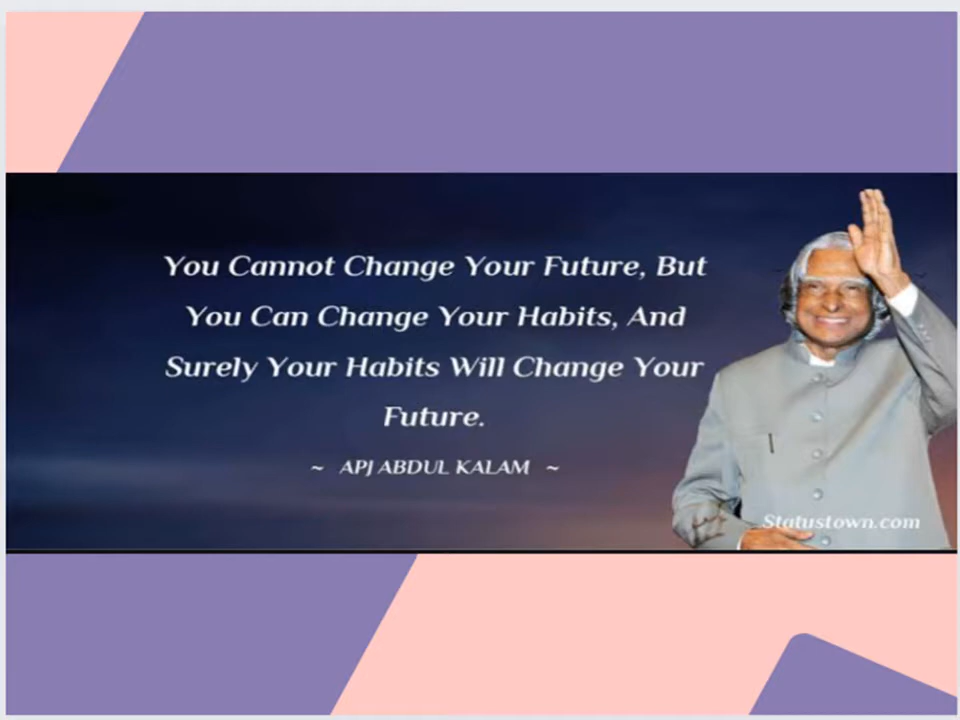 You Cannot Change Your Future, But
You Can Change Your Habits, And
Surely Your Habits Will Change Your
Future.
~ APJ ABDUL KALAM ~
Statustown.com